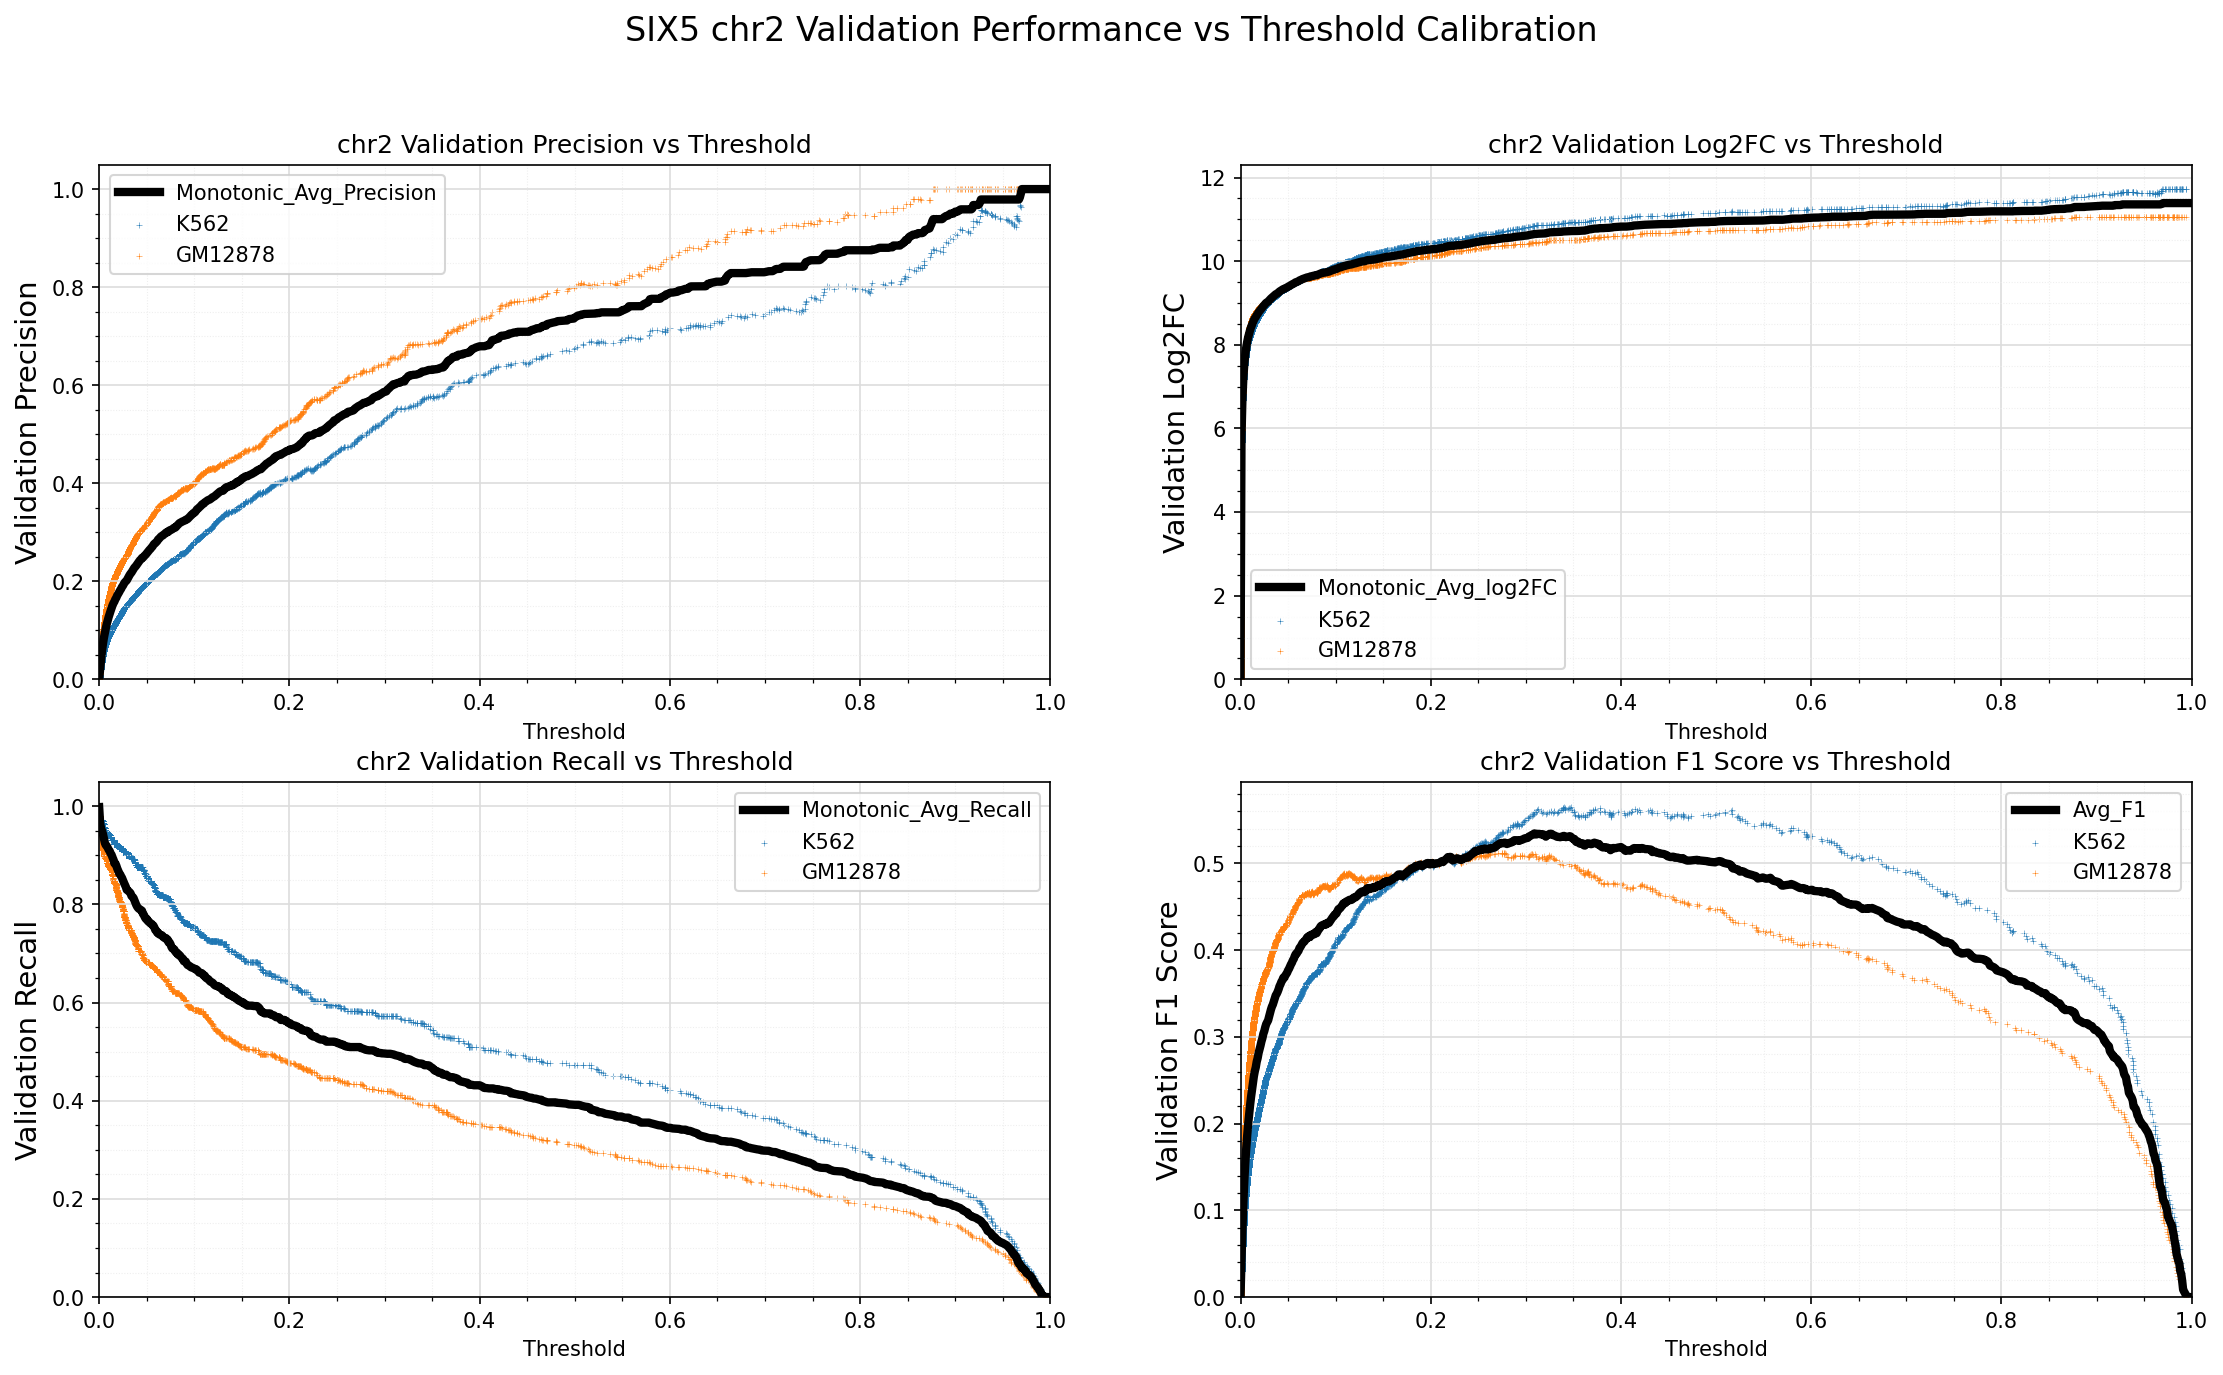 SIX5 chr2 Validation Performance vs Threshold Calibration
chr2 Validation Precision vs Threshold
Validation Precision
1.0
0.8
0.6
0.4
0.2
0.0
Monotonic_Avg_Precision
K562
GM12878
0.0 0.2 0.4 0.6 0.8 1.0
Threshold
chr2 Validation Log2FC vs Threshold
Validation Log2FC
12
10
8
6
4
2
0
Monotonic_Avg_log2FC
K562
GM12878
0.0 0.2 0.4 0.6 0.8 1.0
Threshold
chr2 Validation Recall vs Threshold
Validation Recall
1.0
0.8
0.6
0.4
0.2
0.0
Monotonic_Avg_Recall
K562
GM12878
0.0 0.2 0.4 0.6 0.8 1.0
Threshold
chr2 Validation F1 Score vs Threshold
Validation F1 Score
0.5
0.4
0.3
0.2
0.1
0.0
Avg_F1
K562
GM12878
0.0 0.2 0.4 0.6 0.8 1.0
Threshold